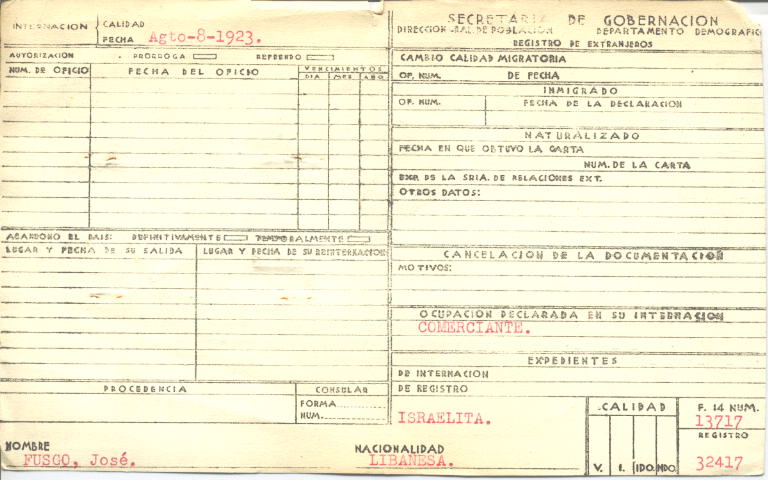 INTERNACION
CALIDAD
FECHA Agto-8-1923.
AUTORIZACION PRORROGA REFRENDO
NUM. DE OFICIO FECHA DEL OFICIO VENCIMIENTOS
DIA MES AÑO
ABANDONO EL PAIS: DEFINITIVAMENTE TEMPORALMENTE
LUGAR Y FECHA DE SU SALIDA LUGAR Y FECHA DE SU REINTERNACION
PROCEDENCIA CONSULAR
FORMA
NUM.
SECRETARIA DE GOBERNACION
DIRECCION GRAL. DE POBLACION DEPARTAMENTO DEMOGRAFIC
REGISTRO DE EXTRANJEROS
CAMBIO CALIDAD MIGRATORIA
OF. NUM. DE FECHA
INMIGRADO
OF. NUM. FECHA DE LA DECLARACION
NATURALIZADO
FECHA EN QUE OBTUVO LA CARTA
NUM. DE LA CARTA
EXP. DE LA SRIA. DE RELACIONES EXT.
OTROS DATOS:
CANCELACION DE LA DOCUMENTACION
MOTIVOS:
OCUPACION DECLARADA EN SU INTERNACION
COMERCIANTE.
EXPEDIENTES
DE INTERNACION
DE REGISTRO
ISRAELITA.
CALIDAD
V. I. IDO. NDO.
F. 14 NUM.
13717
REGISTRO
32417
NOMBRE
FUSGO, José.
NACIONALIDAD
LIBANESA.